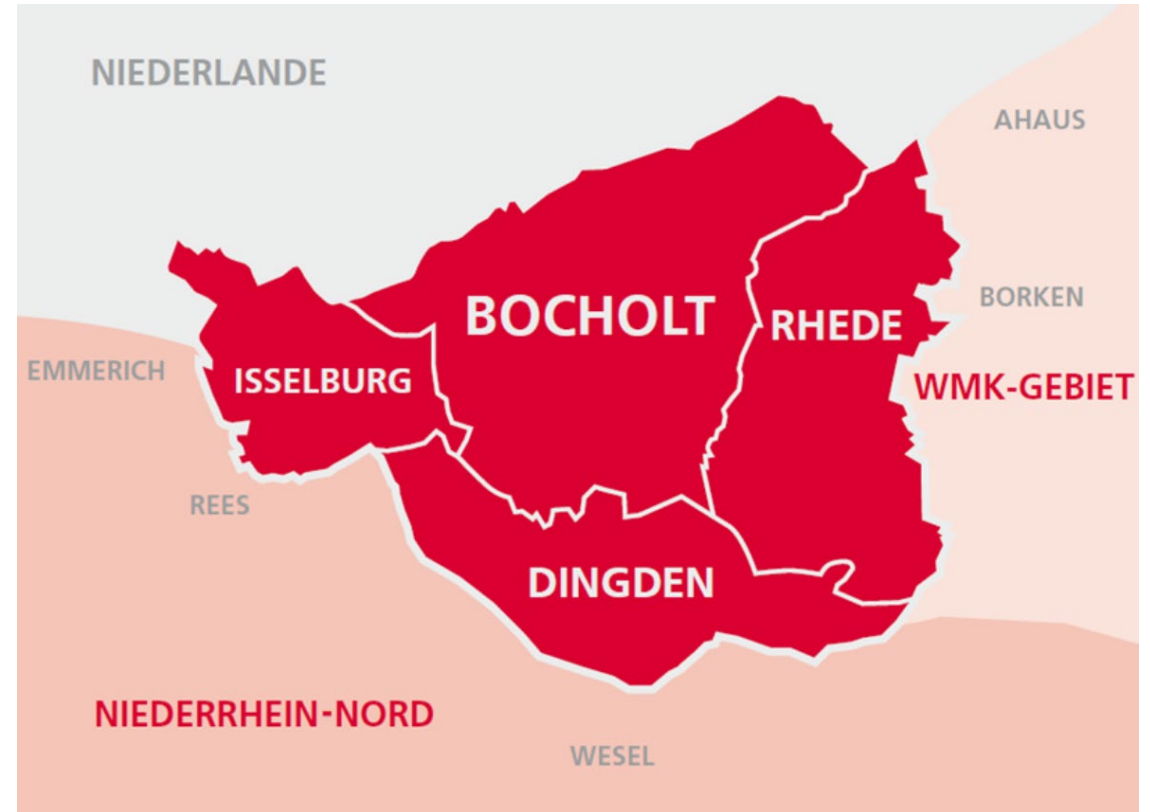 NIEDERLANDE
AHAUS
BORKEN
BOCHOLT
RHEDE
EMMERICH
ISSELBURG
WMK-GEBIET
REES
DINGDEN
NIEDERRHEIN-NORD
WESEL